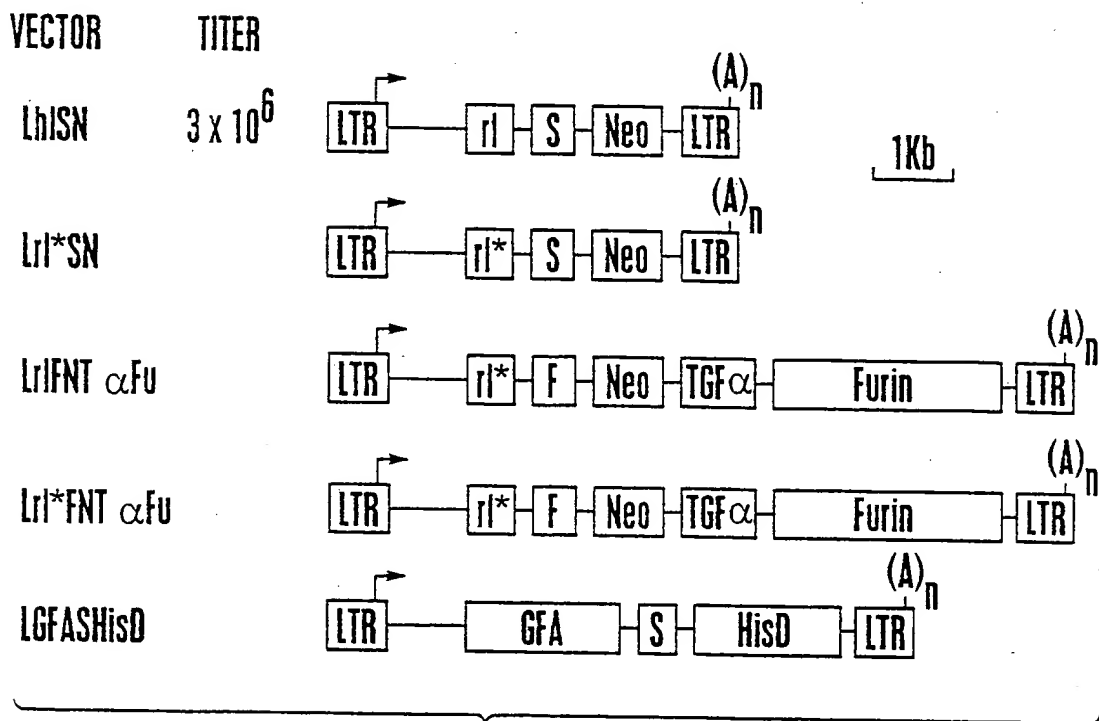 VECTOR TITER
LhISN 3 x 10^6 LTR rI S Neo LTR (A)n
1Kb
LrI*SN LTR rI* S Neo LTR (A)n
LrIFNT αFu LTR rI* F Neo TGFα Furin LTR (A)n
LrI*FNT αFu LTR rI* F Neo TGFα Furin LTR (A)n
LGFASHisD LTR GFA S HisD LTR (A)n